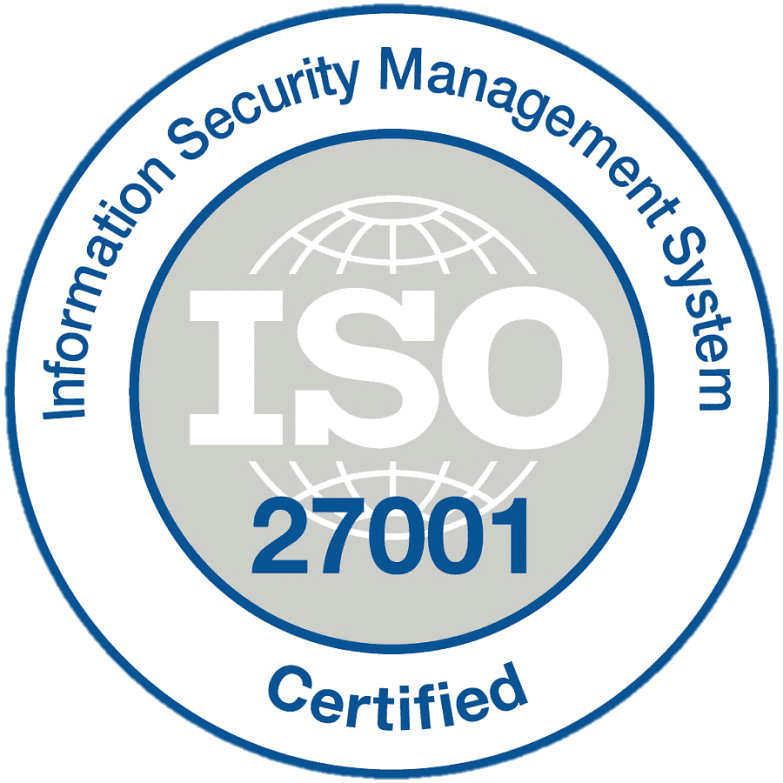 Information Security Management System
ISO
27001
Certified